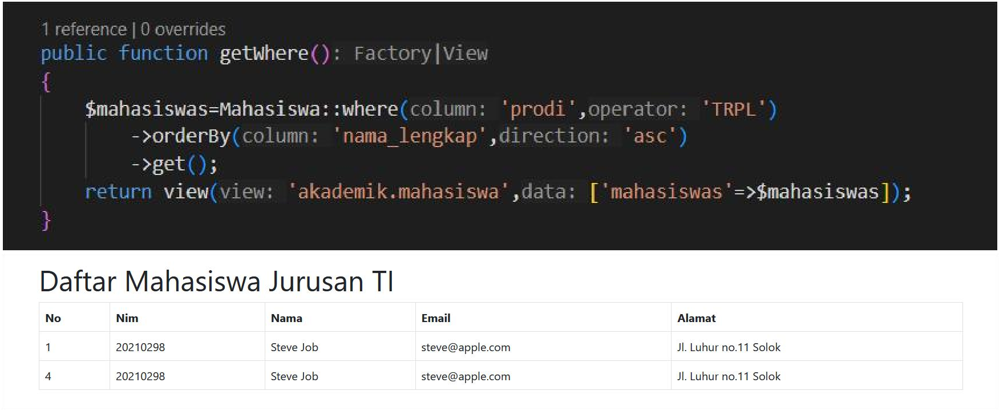 1 reference | 0 overrides
public function getWhere(): Factory|View
{
$mahasiswas=Mahasiswa::where(column: 'prodi',operator: 'TRPL')
->orderBy(column: 'nama_lengkap',direction: 'asc')
->get();
return view(view: 'akademik.mahasiswa',data: ['mahasiswas'=>$mahasiswas]);
}
Daftar Mahasiswa Jurusan TI
No Nim Nama Email Alamat
1 20210298 Steve Job steve@apple.com Jl. Luhur no.11 Solok
4 20210298 Steve Job steve@apple.com Jl. Luhur no.11 Solok